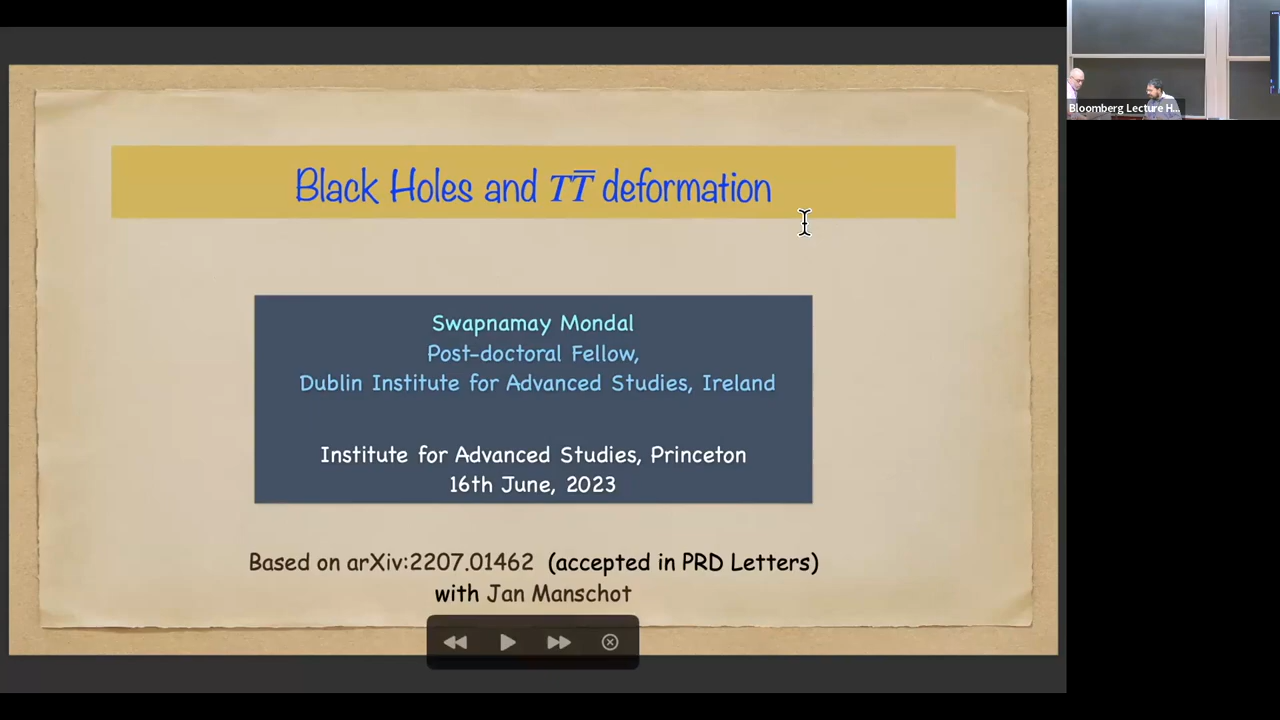 Black Holes and TT̅ deformation
Swapnamay Mondal
Post-doctoral Fellow,
Dublin Institute for Advanced Studies, Ireland
Institute for Advanced Studies, Princeton
16th June, 2023
Based on arXiv:2207.01462 (accepted in PRD Letters)
with Jan Manschot
Bloomberg Lecture H...